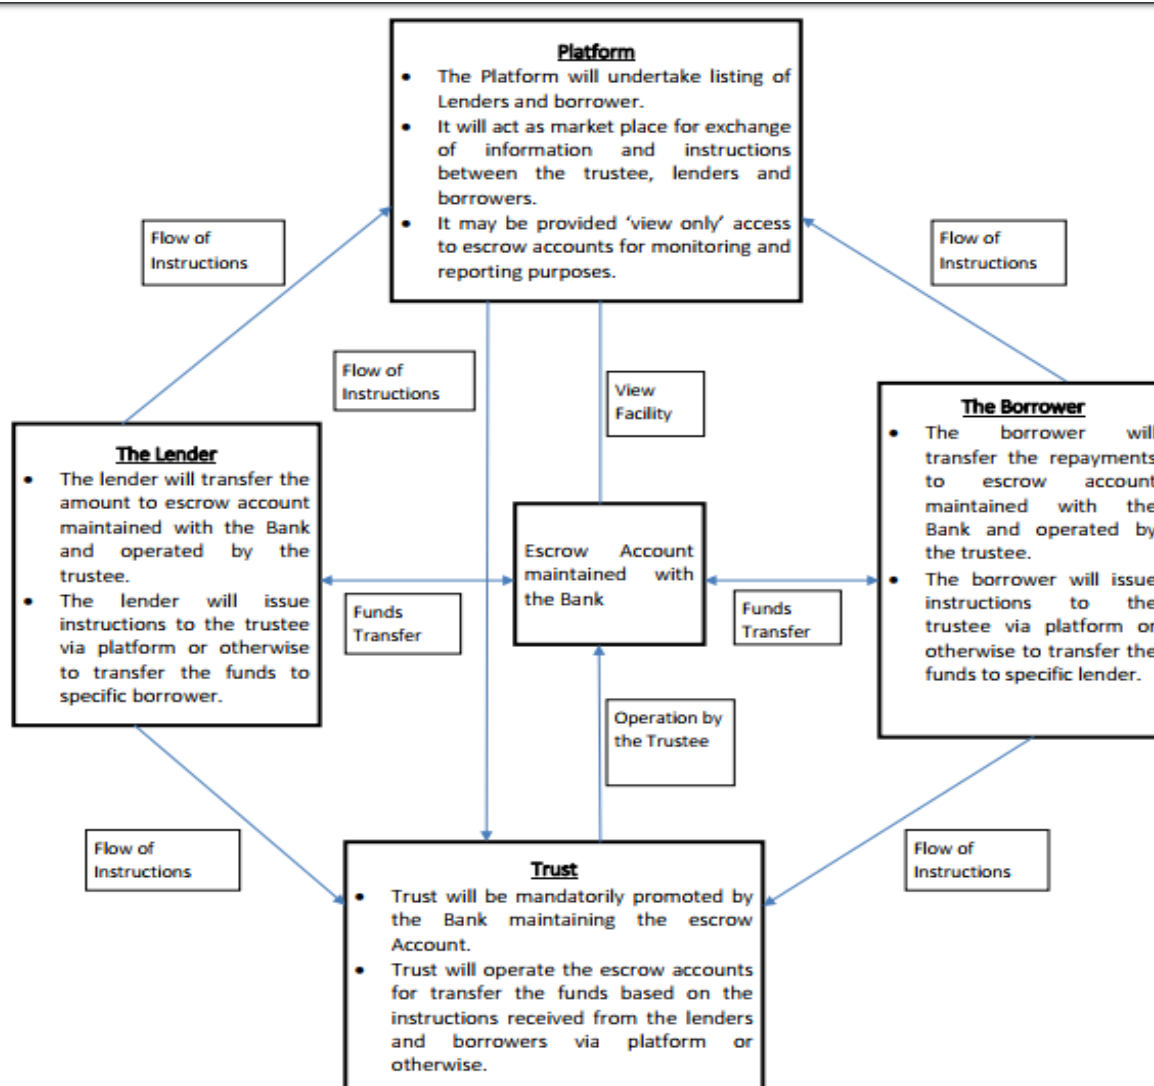 Platform
• The Platform will undertake listing of
Lenders and borrower.
• It will act as market place for exchange
of information and instructions
between the trustee, lenders and
borrowers.
• It may be provided ‘view only’ access
to escrow accounts for monitoring and
reporting purposes.
Flow of
Instructions
Flow of
Instructions
Flow of
Instructions
View
Facility
The Lender
• The lender will transfer the
amount to escrow account
maintained with the Bank
and operated by the
trustee.
• The lender will issue
instructions to the trustee
via platform or otherwise
to transfer the funds to
specific borrower.
Funds
Transfer
Escrow Account
maintained with
the Bank
Funds
Transfer
The Borrower
• The borrower will
transfer the repayments
to escrow account
maintained with the
Bank and operated by
the trustee.
• The borrower will issue
instructions to the
trustee via platform or
otherwise to transfer the
funds to specific lender.
Operation by
the Trustee
Flow of
Instructions
Flow of
Instructions
Trust
• Trust will be mandatorily promoted by
the Bank maintaining the escrow
Account.
• Trust will operate the escrow accounts
for transfer the funds based on the
instructions received from the lenders
and borrowers via platform or
otherwise.